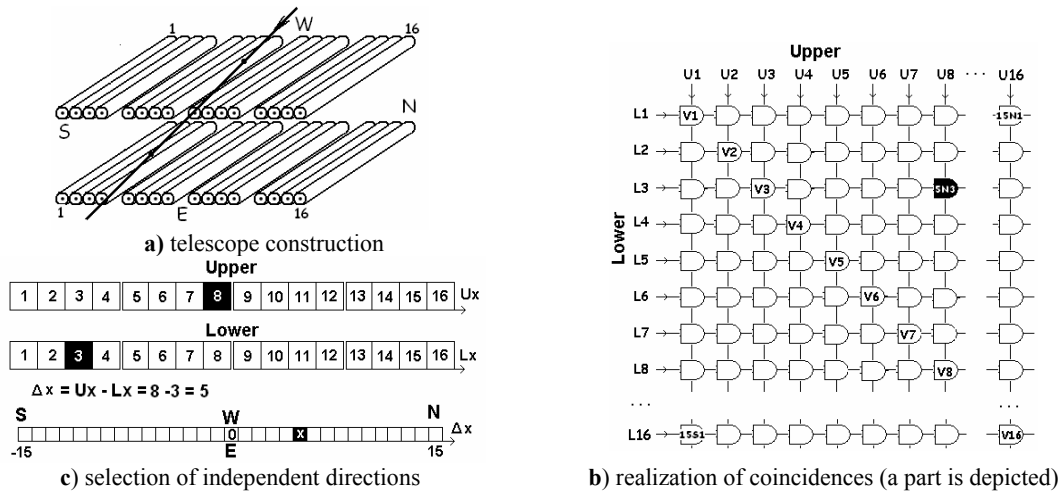 1
W
16
S
N
1
E
16
a) telescope construction
Upper
1 2 3 4 5 6 7 8 9 10 11 12 13 14 15 16 Ux
Lower
1 2 3 4 5 6 7 8 9 10 11 12 13 14 15 16 Lx
Δx = Ux - Lx = 8 -3 = 5
S W N
0 X Δx
-15 E 15
c) selection of independent directions
Upper
U1 U2 U3 U4 U5 U6 U7 U8 ··· U16
Lower
L1 V1 15N1
L2 V2
L3 V3 5N3
L4 V4
L5 V5
L6 V6
L7 V7
L8 V8
··· ···
L16 15S1 V16
b) realization of coincidences (a part is depicted)